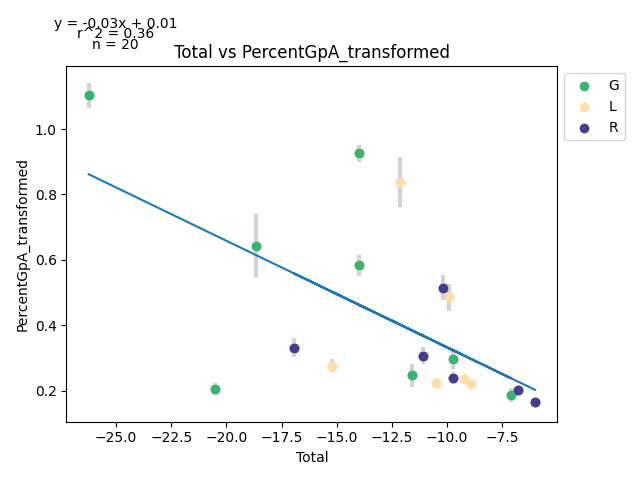 y = -0.03x + 0.01
r^2 = 0.36
n = 20
Total vs PercentGpA_transformed
G
L
R
PercentGpA_transformed
1.0
0.8
0.6
0.4
0.2
−25.0 −22.5 −20.0 −17.5 −15.0 −12.5 −10.0 −7.5
Total